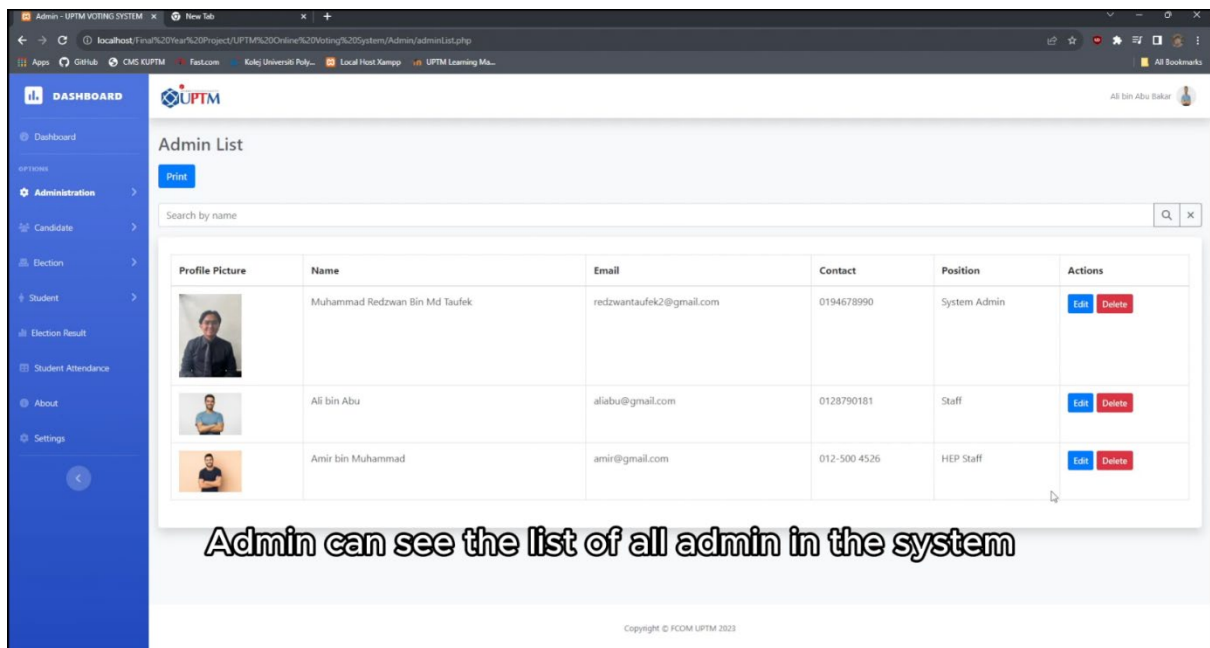 Admin - UPTM VOTING SYSTEM
New Tab
localhost/Final%20Year%20Project/UPTM%20Online%20Voting%20System/Admin/adminList.php
Apps GitHub CMS KUPTM Fast.com Kolej Universiti Poly... Local Host Xampp UPTM Learning Ma... All Bookmarks
DASHBOARD
UPTM
Ali bin Abu Bakar
Dashboard
OPTIONS
Administration
Candidate
Election
Student
Election Result
Student Attendance
About
Settings
Admin List
Print
Search by name
Profile Picture Name Email Contact Position Actions
Muhammad Redzwan Bin Md Taufek redzwantaufek2@gmail.com 0194678990 System Admin Edit Delete
Ali bin Abu aliabu@gmail.com 0128790181 Staff Edit Delete
Amir bin Muhammad amir@gmail.com 012-500 4526 HEP Staff Edit Delete
Admin can see the list of all admin in the system
Copyright © FCOM UPTM 2023